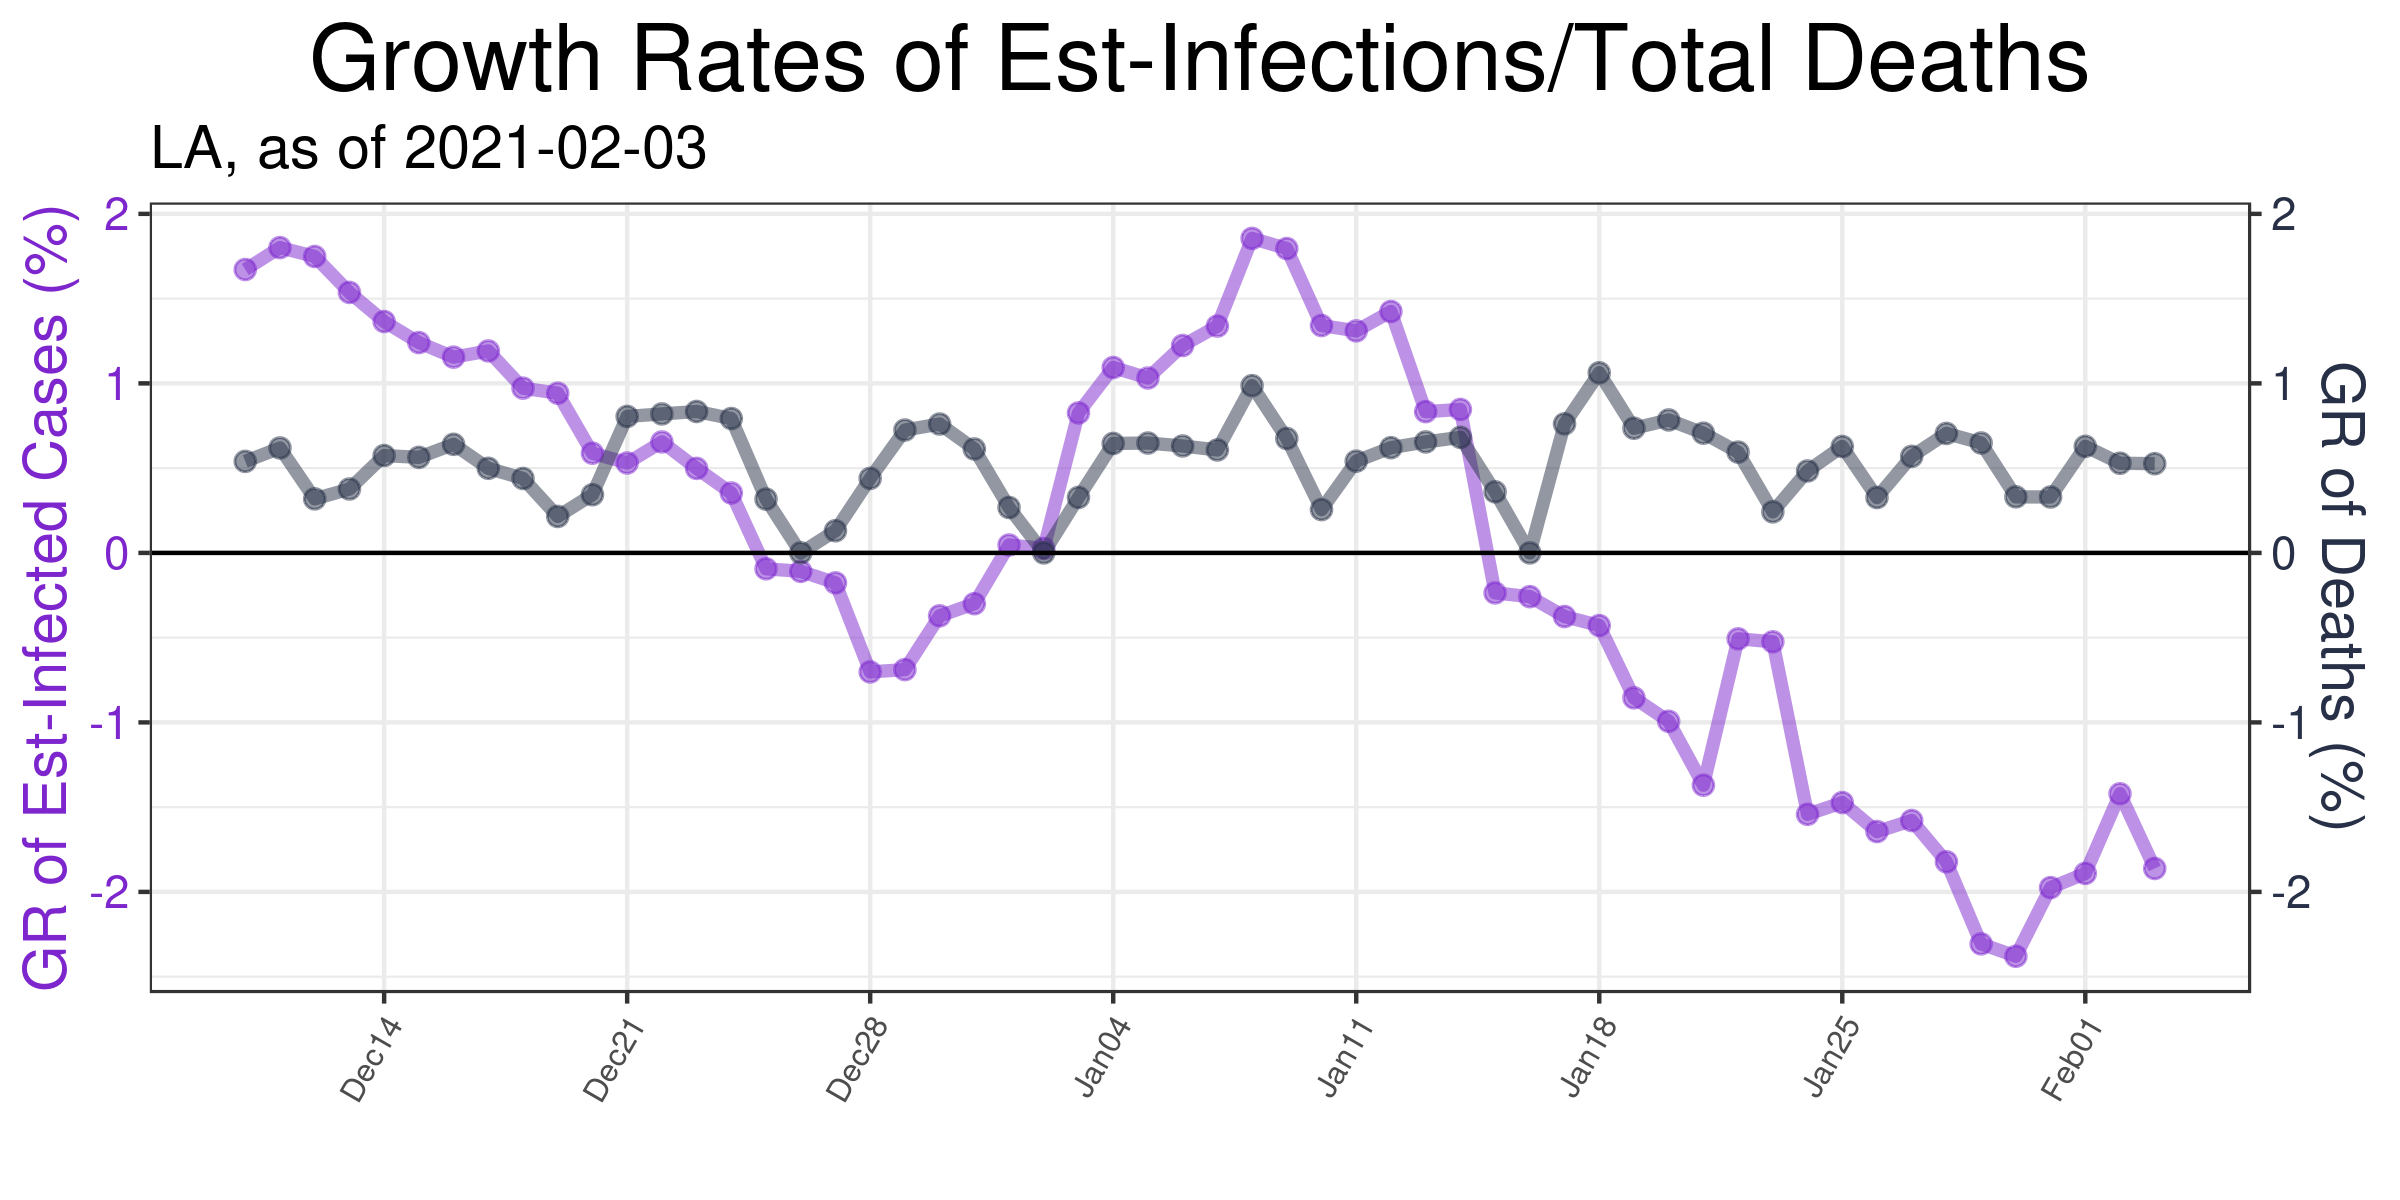 Growth Rates of Est-Infections/Total Deaths
LA, as of 2021-02-03
GR of Est-Infected Cases (%)
2
1
0
-1
-2
2
1
0
-1
-2
GR of Deaths (%)
Dec14
Dec21
Dec28
Jan04
Jan11
Jan18
Jan25
Feb01